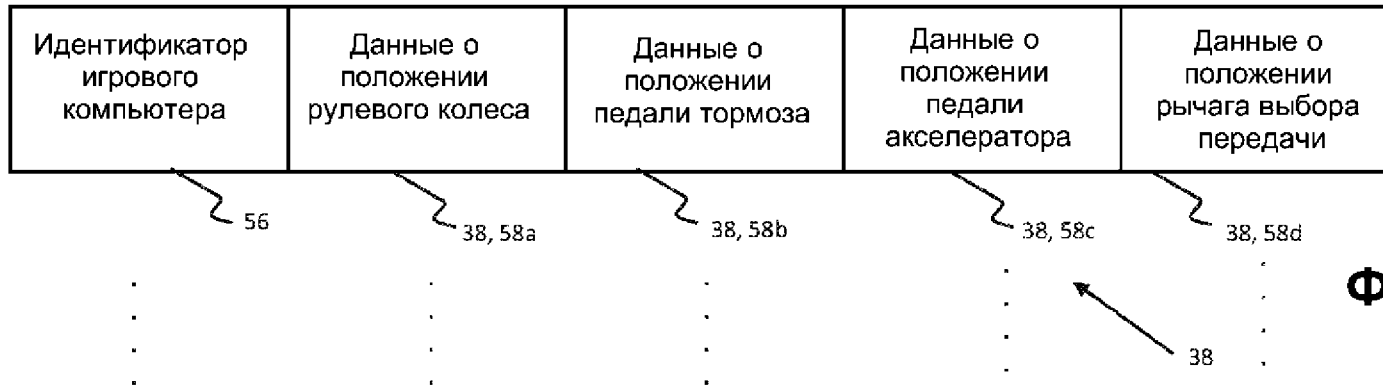 Идентификатор
игрового
компьютера
Данные о
положении
рулевого колеса
Данные о
положении
педали тормоза
Данные о
положении
педали
акселератора
Данные о
положении
рычага выбора
передачи
56
38, 58a
38, 58b
38, 58c
38, 58d
Ф
38